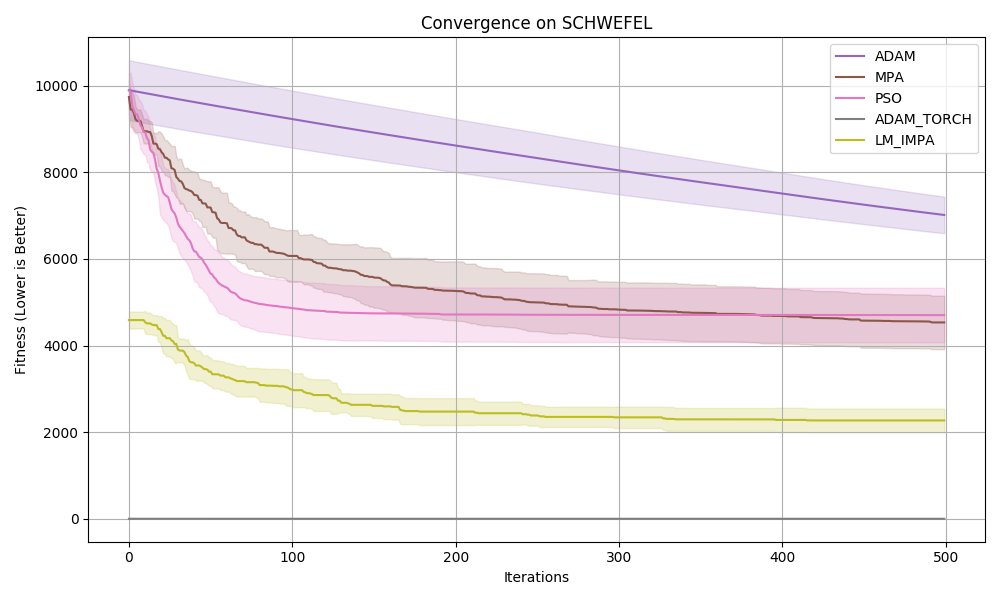 Convergence on SCHWEFEL
ADAM
MPA
PSO
ADAM_TORCH
LM_IMPA
Fitness (Lower is Better)
10000
8000
6000
4000
2000
0
0 100 200 300 400 500
Iterations